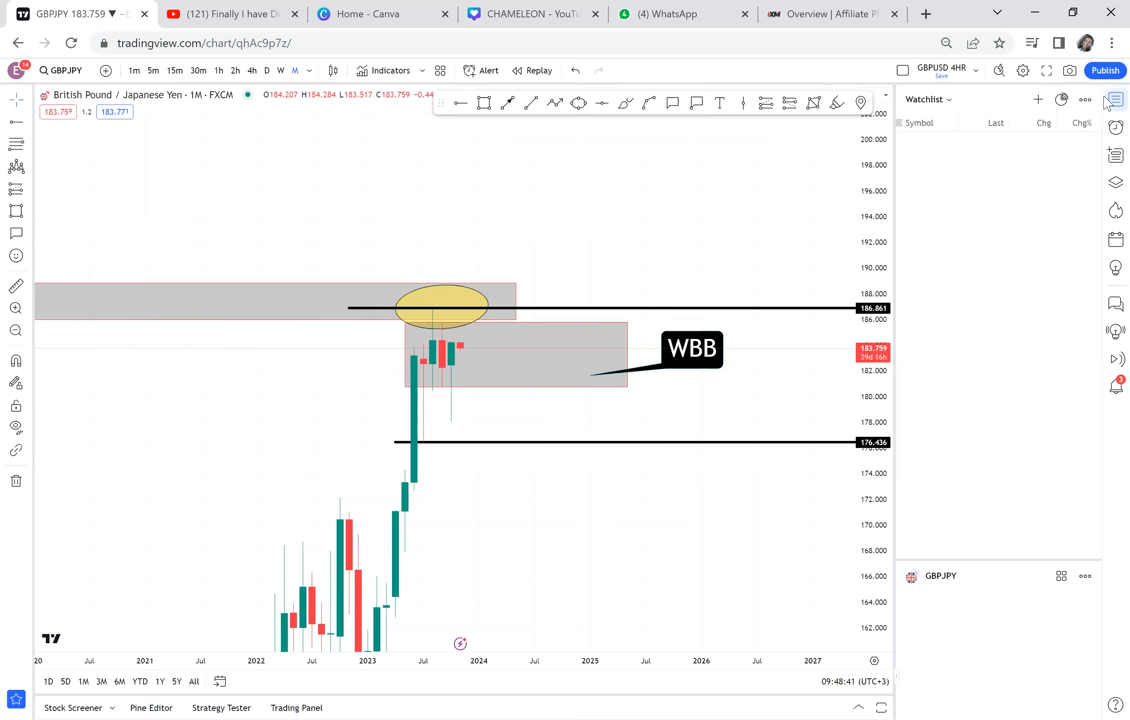 GBPJPY 183.759 ▼
(121) Finally I have D
Home - Canva
CHAMELEON - YouTu
(4) WhatsApp
XM Overview | Affiliate P
tradingview.com/chart/qhAc9p7z/
E 14 GBPJPY 1m 5m 15m 30m 1h 2h 4h D W M Indicators Alert Replay GBPUSD 4HR Save Publish
British Pound / Japanese Yen · 1M · FXCM O184.207 H184.284 L183.517 C183.759 −0.44
183.759 1.2 183.771
T
Watchlist
Symbol Last Chg Chg%
202.000
200.000
198.000
196.000
194.000
192.000
190.000
188.000
186.861
186.000
183.759
29d 16h
182.000
180.000
178.000
176.436
174.000
172.000
170.000
168.000
166.000
164.000
162.000
WBB
3
GBPJPY
20 Jul 2021 Jul 2022 Jul 2023 Jul 2024 Jul 2025 Jul 2026 Jul 2027
1D 5D 1M 3M 6M YTD 1Y 5Y All 09:48:41 (UTC+3)
Stock Screener Pine Editor Strategy Tester Trading Panel